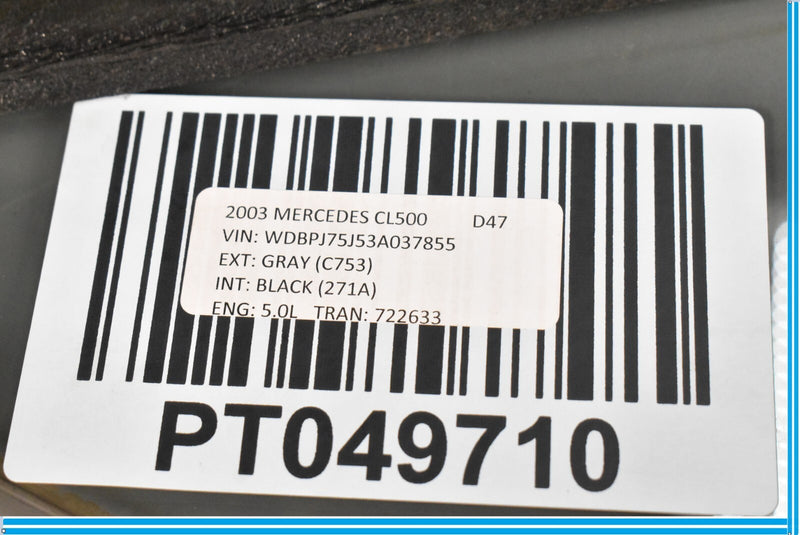 2003 MERCEDES CL500 D47
VIN: WDBPJ75J53A037855
EXT: GRAY (C753)
INT: BLACK (271A)
ENG: 5.0L TRAN: 722633
PT049710